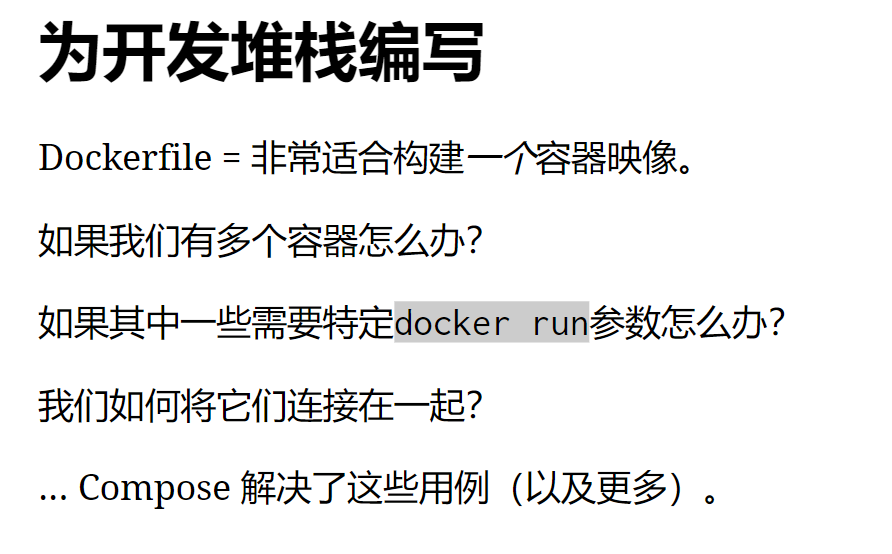 为开发堆栈编写
Dockerfile = 非常适合构建一个容器映像。
如果我们有多个容器怎么办？
如果其中一些需要特定docker run参数怎么办？
我们如何将它们连接在一起？
… Compose 解决了这些用例（以及更多）。